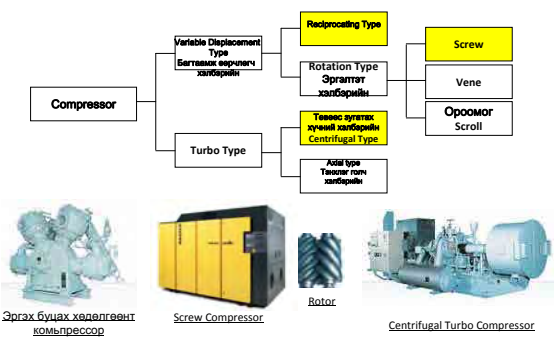 Reciprocating Type
Variable Displacement
Type
Багтаамж өөрчлөгч
хэлбэрийн
Screw
Rotation Type
Эргэлтэт
хэлбэрийн
Vene
Compressor
Ороомог
Scroll
Төвөөс зугатах
хүчний хэлбэрийн
Centrifugal Type
Turbo Type
Axial type
Тэнхлэг голч
хэлбэрийн
Rotor
Эргэх буцах хөдөлгөөнт
компьрессор
Screw Compressor
Centrifugal Turbo Compressor